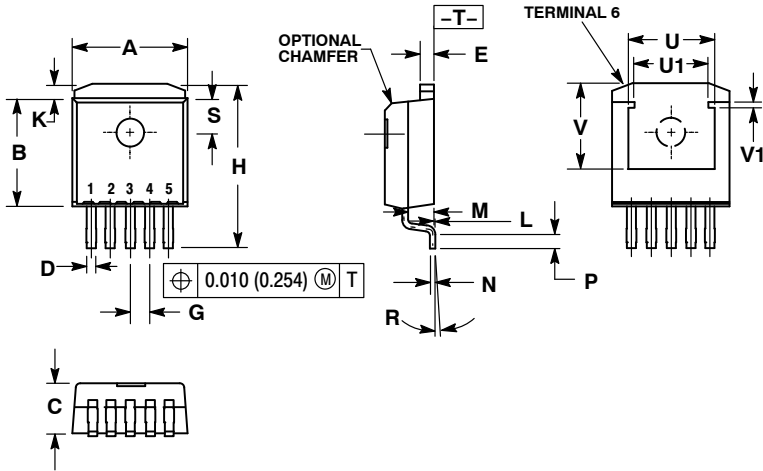 –T–
TERMINAL 6
A
OPTIONAL
CHAMFER
E
U
U1
K
S
B
H
V
V1
1 2 3 4 5
M
L
D
0.010 (0.254) Ⓜ T
N
P
G
R
C